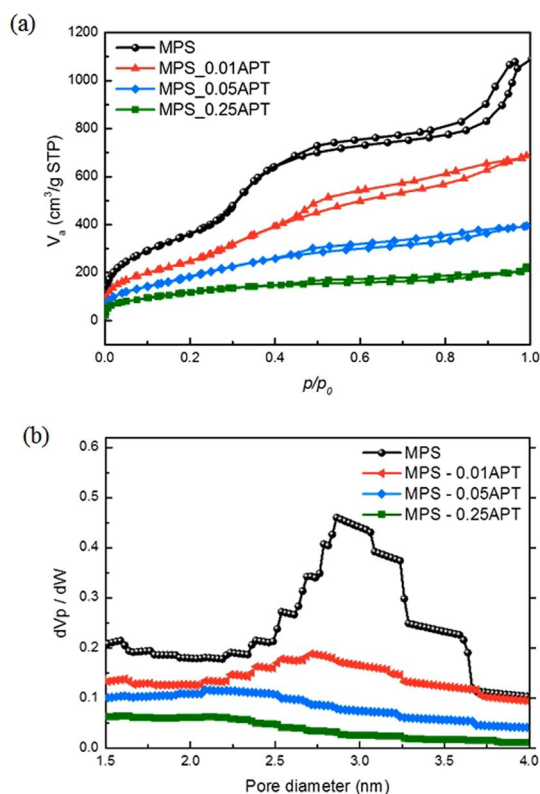 (a)
1200
1000
800
600
400
200
0
Va (cm3/g STP)
MPS
MPS_0.01APT
MPS_0.05APT
MPS_0.25APT
0.0 0.2 0.4 0.6 0.8 1.0
p/p0
(b)
0.6
0.5
0.4
0.3
0.2
0.1
0.0
dVp / dW
MPS
MPS - 0.01APT
MPS - 0.05APT
MPS - 0.25APT
1.5 2.0 2.5 3.0 3.5 4.0
Pore diameter (nm)